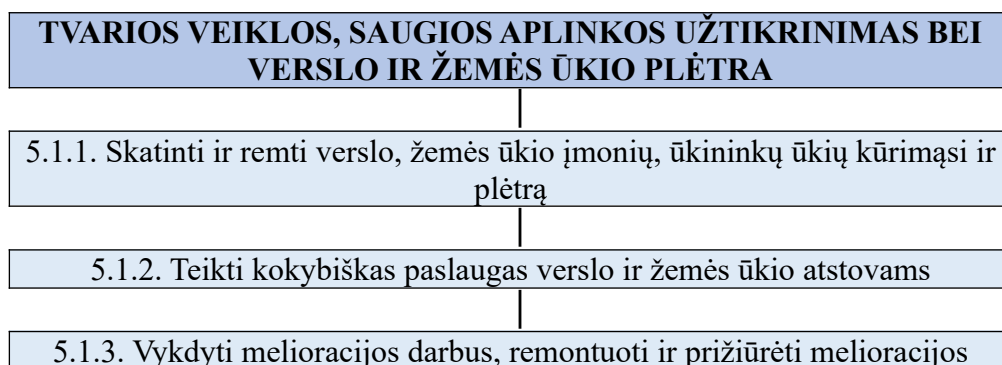 TVARIOS VEIKLOS, SAUGIOS APLINKOS UŽTIKRINIMAS BEI
VERSLO IR ŽEMĖS ŪKIO PLĖTRA
5.1.1. Skatinti ir remti verslo, žemės ūkio įmonių, ūkininkų ūkių kūrimąsi ir
plėtrą
5.1.2. Teikti kokybiškas paslaugas verslo ir žemės ūkio atstovams
5.1.3. Vykdyti melioracijos darbus, remontuoti ir prižiūrėti melioracijos